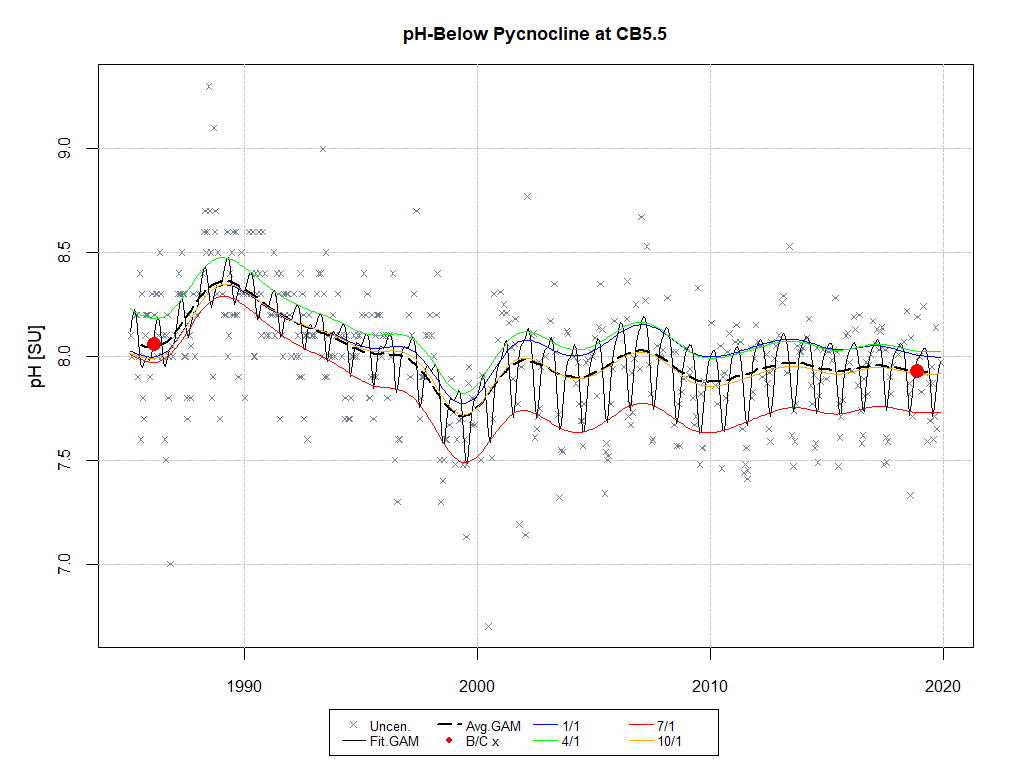 pH-Below Pycnocline at CB5.5
pH [SU]
9.0
8.5
8.0
7.5
7.0
1990 2000 2010 2020
Uncen. Avg.GAM 1/1 7/1
Fit.GAM B/C x 4/1 10/1